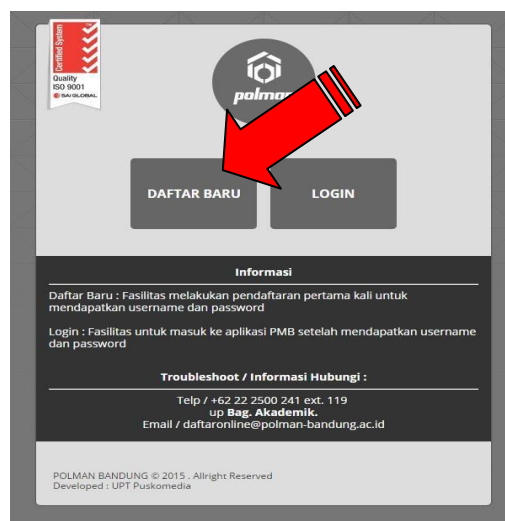 Certified System
Quality
ISO 9001
SAI GLOBAL
DAFTAR BARU
LOGIN
Informasi
Daftar Baru : Fasilitas melakukan pendaftaran pertama kali untuk
mendapatkan username dan password
Login : Fasilitas untuk masuk ke aplikasi PMB setelah mendapatkan username
dan password
Troubleshoot / Informasi Hubungi :
Telp / +62 22 2500 241 ext. 119
up Bag. Akademik.
Email / daftaronline@polman-bandung.ac.id
POLMAN BANDUNG © 2015 . Allright Reserved
Developed : UPT Puskomedia